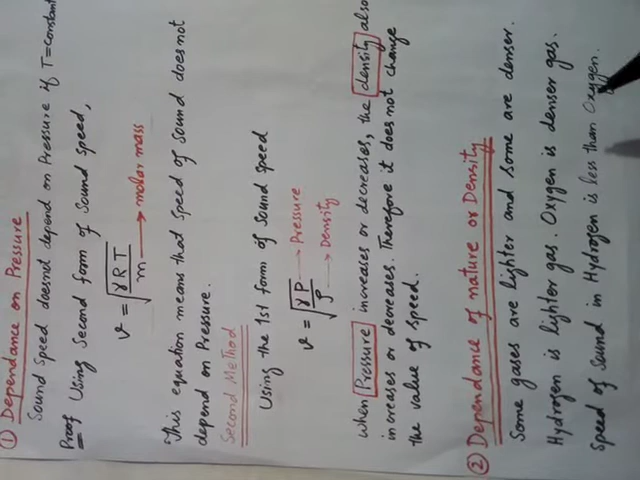 ① Dependance on Pressure
Sound speed doesnot depend on Pressure if T=constant
Proof Using Second form of Sound speed,
v = √(γRT/m) → molar mass
This equation means that speed of sound does not
depend on Pressure.
Second Method
Using the 1st form of sound speed
v = √(γP/ρ) → Pressure
→ Density
when Pressure increases or decreases, the density also
increases or decreases. Therefore it does not change
the value of speed.
② Dependance of nature or Density
Some gases are lighter and some are denser.
Hydrogen is lighter gas. Oxygen is denser gas.
Speed of sound in Hydrogen is less than Oxygen.